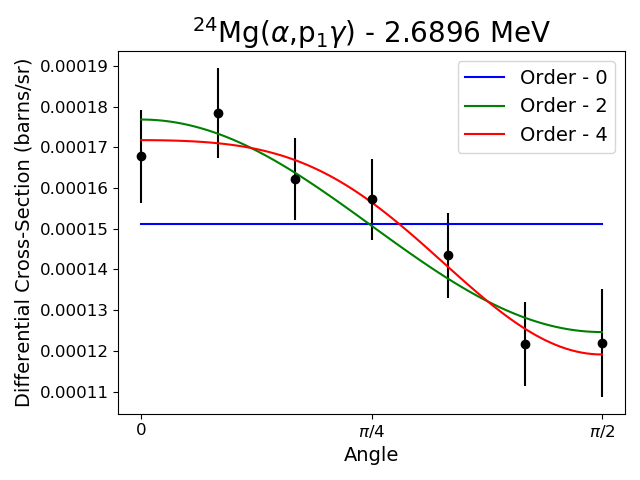 ²⁴Mg(α,p₁γ) - 2.6896 MeV
Differential Cross-Section (barns/sr)
0.00019
0.00018
0.00017
0.00016
0.00015
0.00014
0.00013
0.00012
0.00011
Order - 0
Order - 2
Order - 4
0 π/4 π/2
Angle